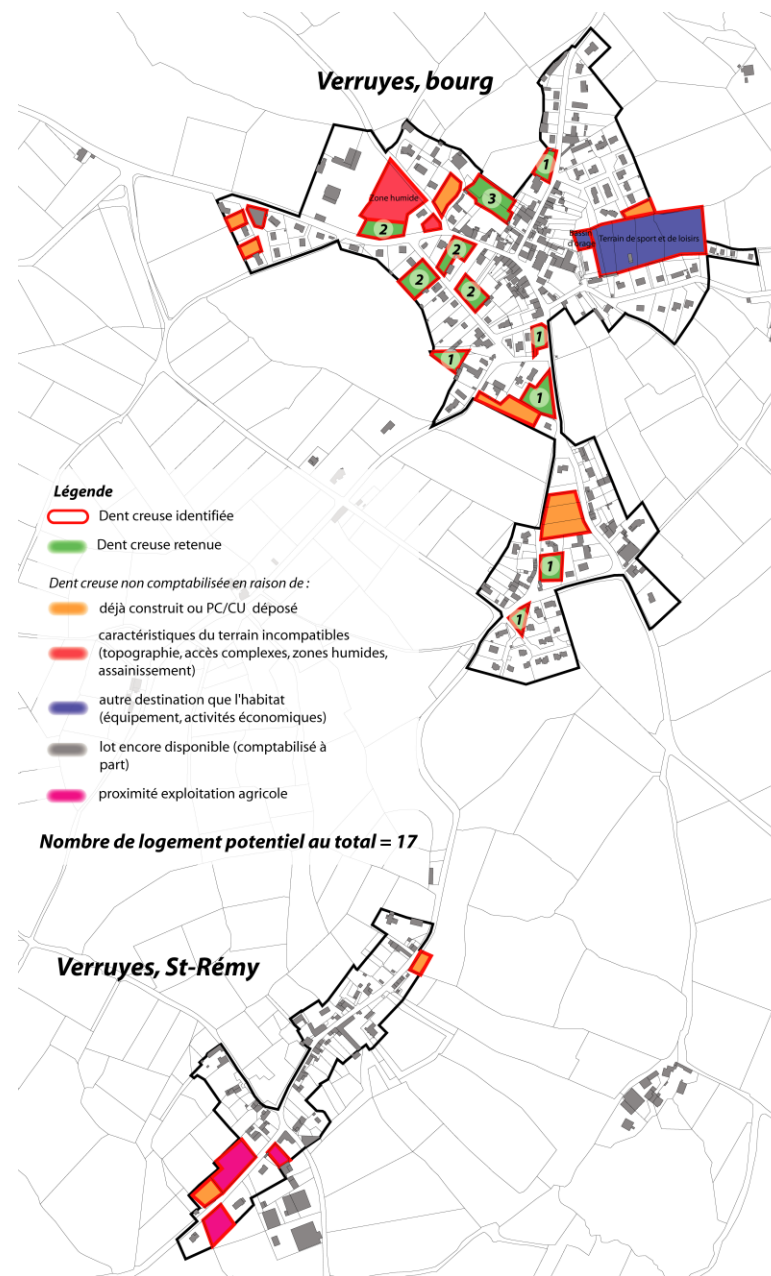 Verruyes, bourg
1
Cone humide
3
2
Bassin
d'orage
Terrain de sport et de loisirs
2
2
2
1
1
1
Légende
Dent creuse identifiée
Dent creuse retenue
Dent creuse non comptabilisée en raison de :
déjà construit ou PC/CU déposé
caractéristiques du terrain incompatibles
(topographie, accès complexes, zones humides,
assainissement)
autre destination que l'habitat
(équipement, activités économiques)
lot encore disponible (comptabilisé à
part)
proximité exploitation agricole
1
1
Nombre de logement potentiel au total = 17
Verruyes, St-Rémy